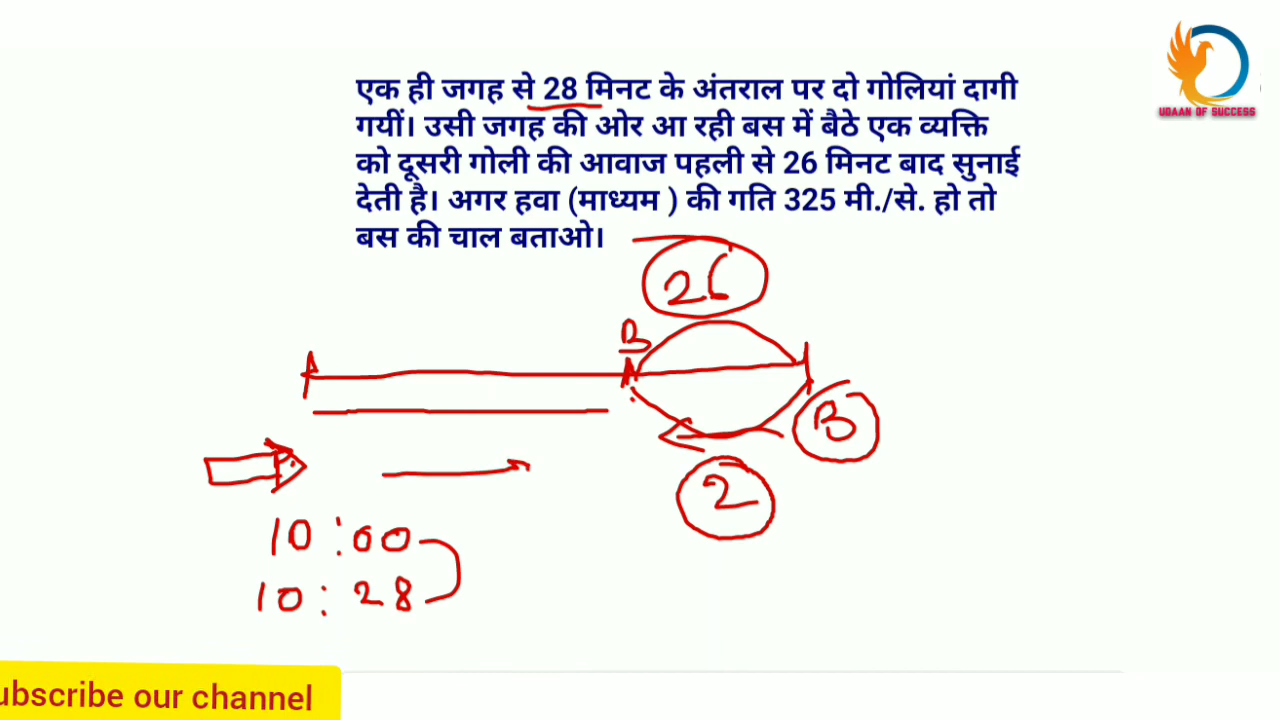 एक ही जगह से 28 मिनट के अंतराल पर दो गोलियां दागी
गयीं। उसी जगह की ओर आ रही बस में बैठे एक व्यक्ति
को दूसरी गोली की आवाज पहली से 26 मिनट बाद सुनाई
देती है। अगर हवा (माध्यम ) की गति 325 मी./से. हो तो
बस की चाल बताओ।
UDAAN OF SUCCESS
26
B
B
2
10:00
10:28
ubscribe our channel